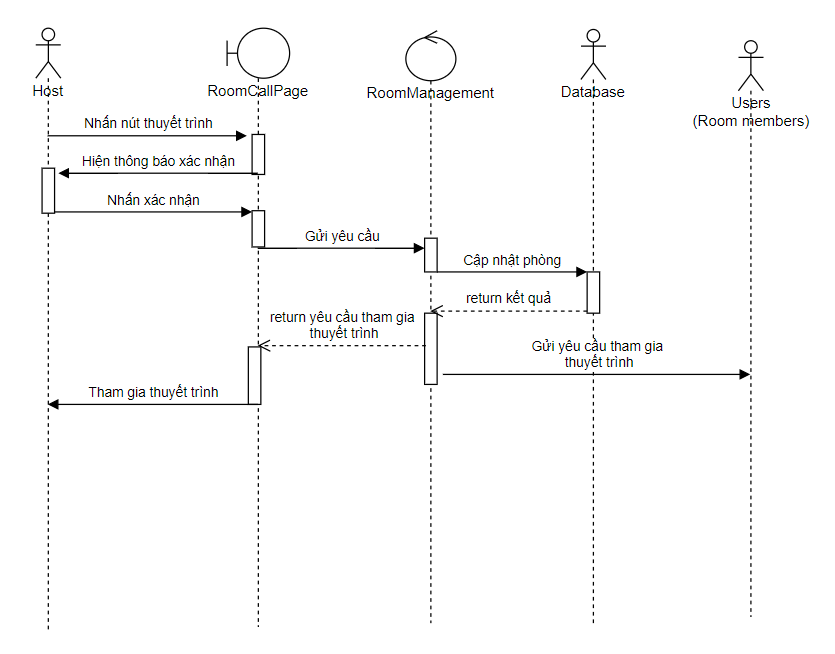 Host
RoomCallPage
RoomManagement
Database
Users
(Room members)
Nhấn nút thuyết trình
Hiện thông báo xác nhận
Nhấn xác nhận
Gửi yêu cầu
Cập nhật phòng
return kết quả
return yêu cầu tham gia
thuyết trình
Gửi yêu cầu tham gia
thuyết trình
Tham gia thuyết trình